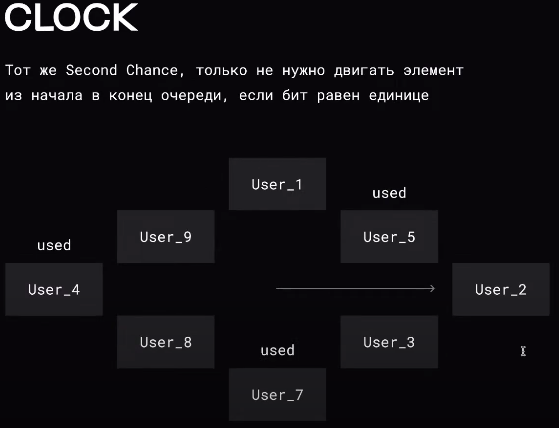 CLOCK
Тот же Second Chance, только не нужно двигать элемент
из начала в конец очереди, если бит равен единице
User_1
used
User_9
User_5
used
User_4
User_2
User_8
User_3
used
User_7